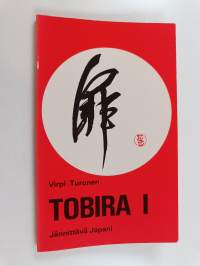 扉
Virpi Turunen
TOBIRA I
Jännittävä Japani